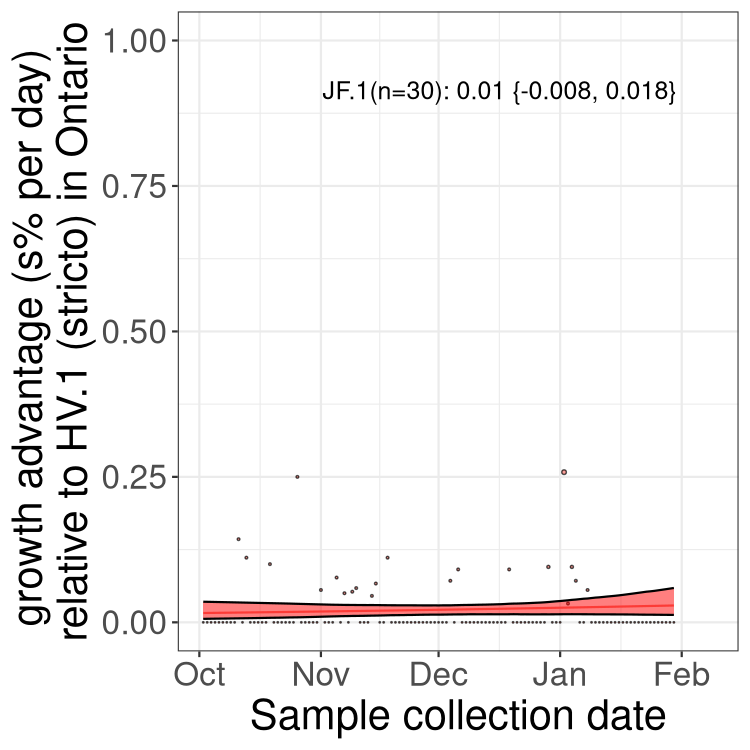 growth advantage (s% per day)
relative to HV.1 (stricto) in Ontario
1.00
0.75
0.50
0.25
0.00
JF.1(n=30): 0.01 {-0.008, 0.018}
Oct Nov Dec Jan Feb
Sample collection date